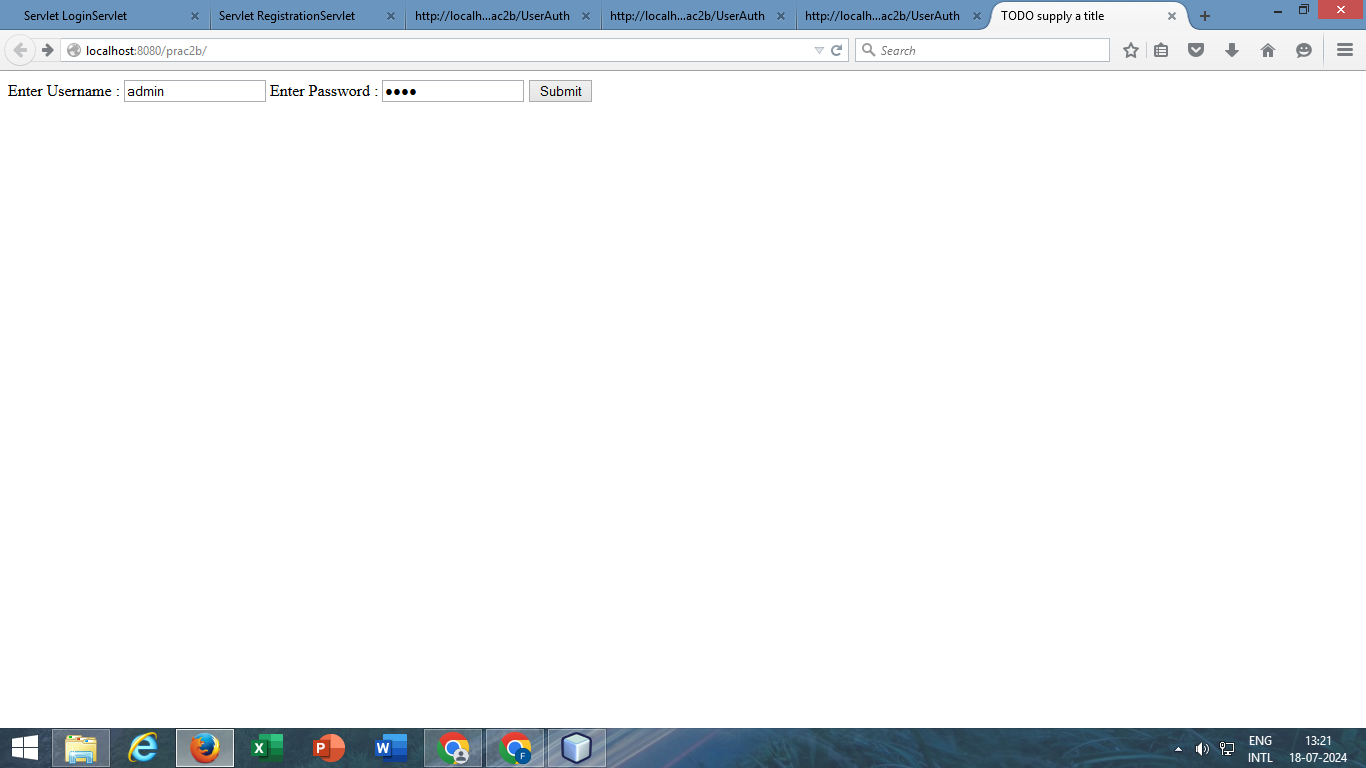 Servlet LoginServlet
Servlet RegistrationServlet
http://localh...ac2b/UserAuth
http://localh...ac2b/UserAuth
http://localh...ac2b/UserAuth
TODO supply a title
localhost:8080/prac2b/
Search
Enter Username : admin Enter Password : •••• Submit
ENG 13:21
INTL 18-07-2024